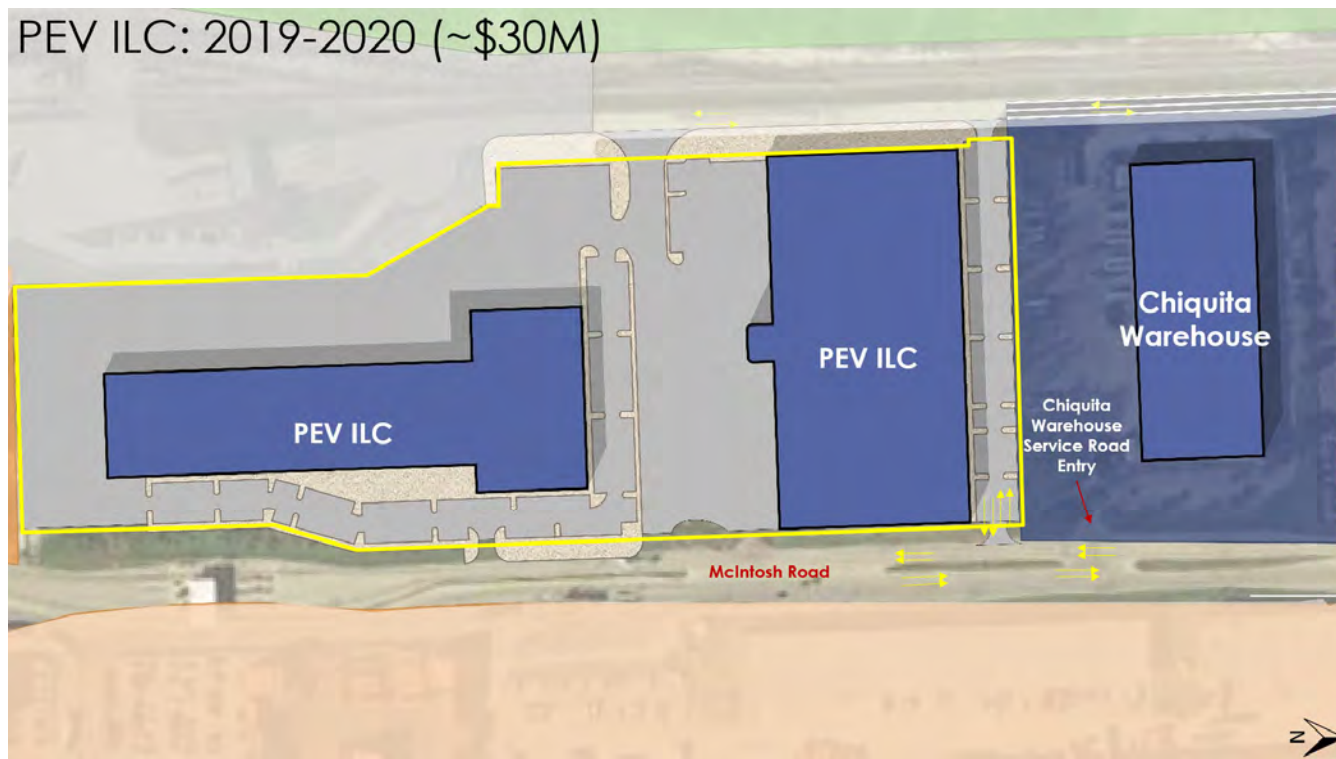 PEV ILC: 2019-2020 (~$30M)
Chiquita
Warehouse
PEV ILC
Chiquita
Warehouse
Service Road
Entry
PEV ILC
McIntosh Road
N